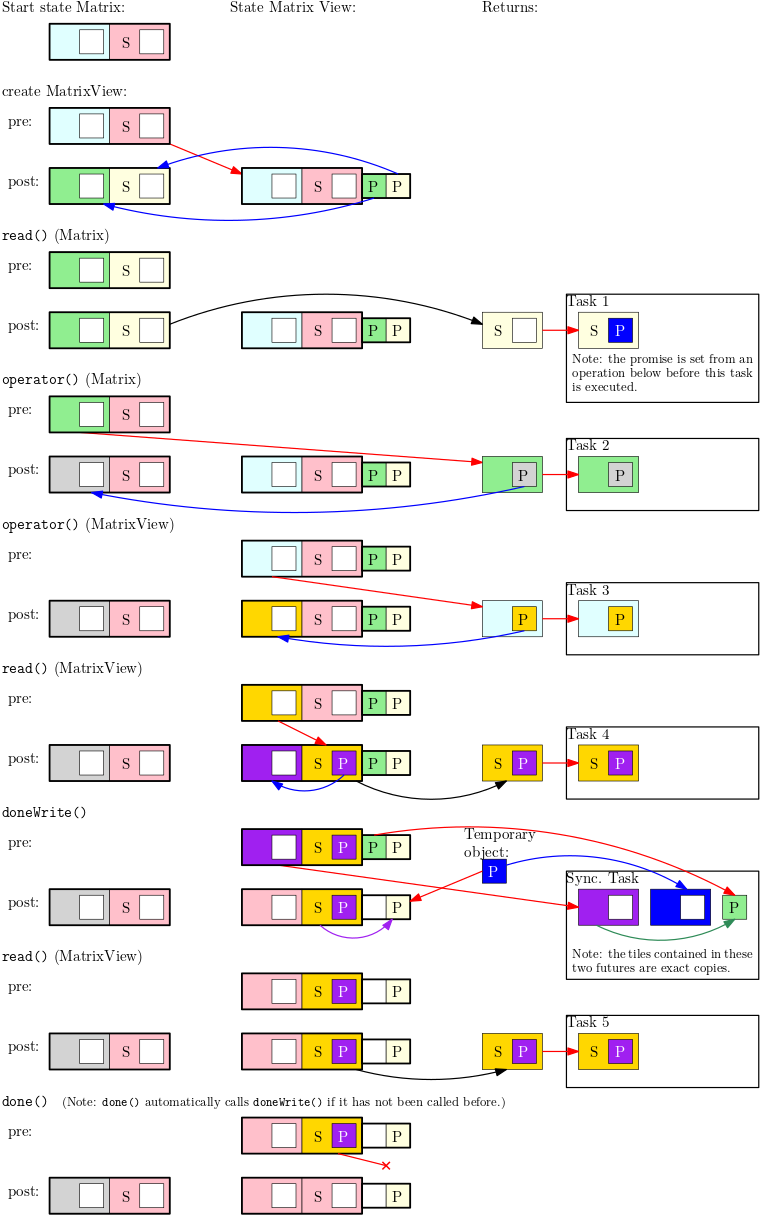 Start state Matrix: State Matrix View: Returns:
S
create MatrixView:
pre: S
post: S S P P
read() (Matrix)
pre: S
Task 1
post: S S P P S S P
Note: the promise is set from an
operation below before this task
is executed.
operator() (Matrix)
pre: S
Task 2
post: S S P P P P
operator() (MatrixView)
pre: S P P
Task 3
post: S S P P P P
read() (MatrixView)
pre: S P P
Task 4
post: S S P P P S P S P
doneWrite()
Temporary
object:
pre: S P P P
P
Sync. Task
post: S S P P P
Note: the tiles contained in these
two futures are exact copies.
read() (MatrixView)
pre: S P P
Task 5
post: S S P P S P S P
done() (Note: done() automatically calls doneWrite() if it has not been called before.)
pre: S P P
post: S S P